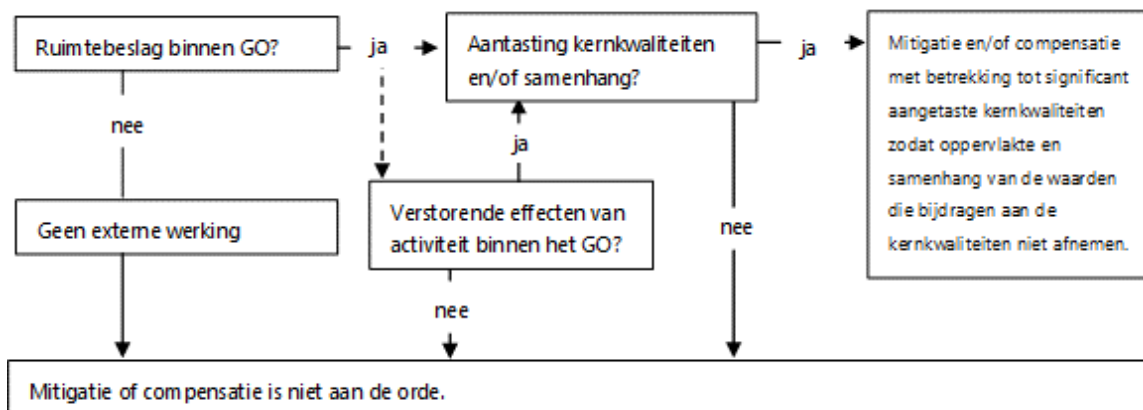 Ruimtebeslag binnen GO?
ja
Aantasting kernkwaliteiten
en/of samenhang?
ja
Mitigatie en/of compensatie
met betrekking tot significant
aangetaste kernkwaliteiten
zodat oppervlakte en
samenhang van de waarden
die bijdragen aan de
kernkwaliteiten niet afnemen.
nee
ja
Geen externe werking
Verstorende effecten van
activiteit binnen het GO?
nee
nee
Mitigatie of compensatie is niet aan de orde.